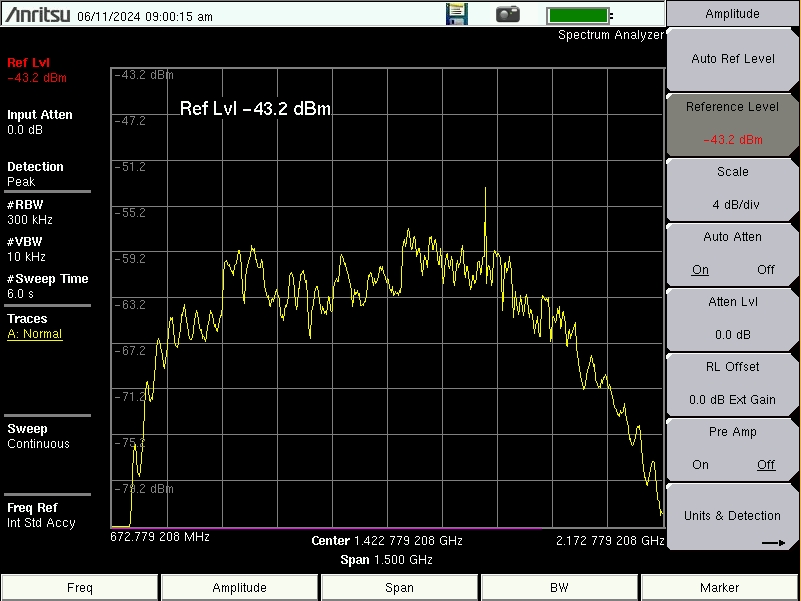 Anritsu 06/11/2024 09:00:15 am
Spectrum Analyzer
Ref Lvl
-43.2 dBm
Input Atten
0.0 dB
Detection
Peak
#RBW
300 kHz
#VBW
10 kHz
#Sweep Time
6.0 s
Traces
A: Normal
Sweep
Continuous
Freq Ref
Int Std Accy
-43.2 dBm
Ref Lvl -43.2 dBm
-47.2
-51.2
-55.2
-59.2
-63.2
-67.2
-71.2
-75.2
-79.2 dBm
672.779 208 MHz
Center 1.422 779 208 GHz
2.172 779 208 GHz
Span 1.500 GHz
Amplitude
Auto Ref Level
Reference Level
-43.2 dBm
Scale
4 dB/div
Auto Atten
On Off
Atten Lvl
0.0 dB
RL Offset
0.0 dB Ext Gain
Pre Amp
On Off
Units & Detection
Freq
Amplitude
Span
BW
Marker